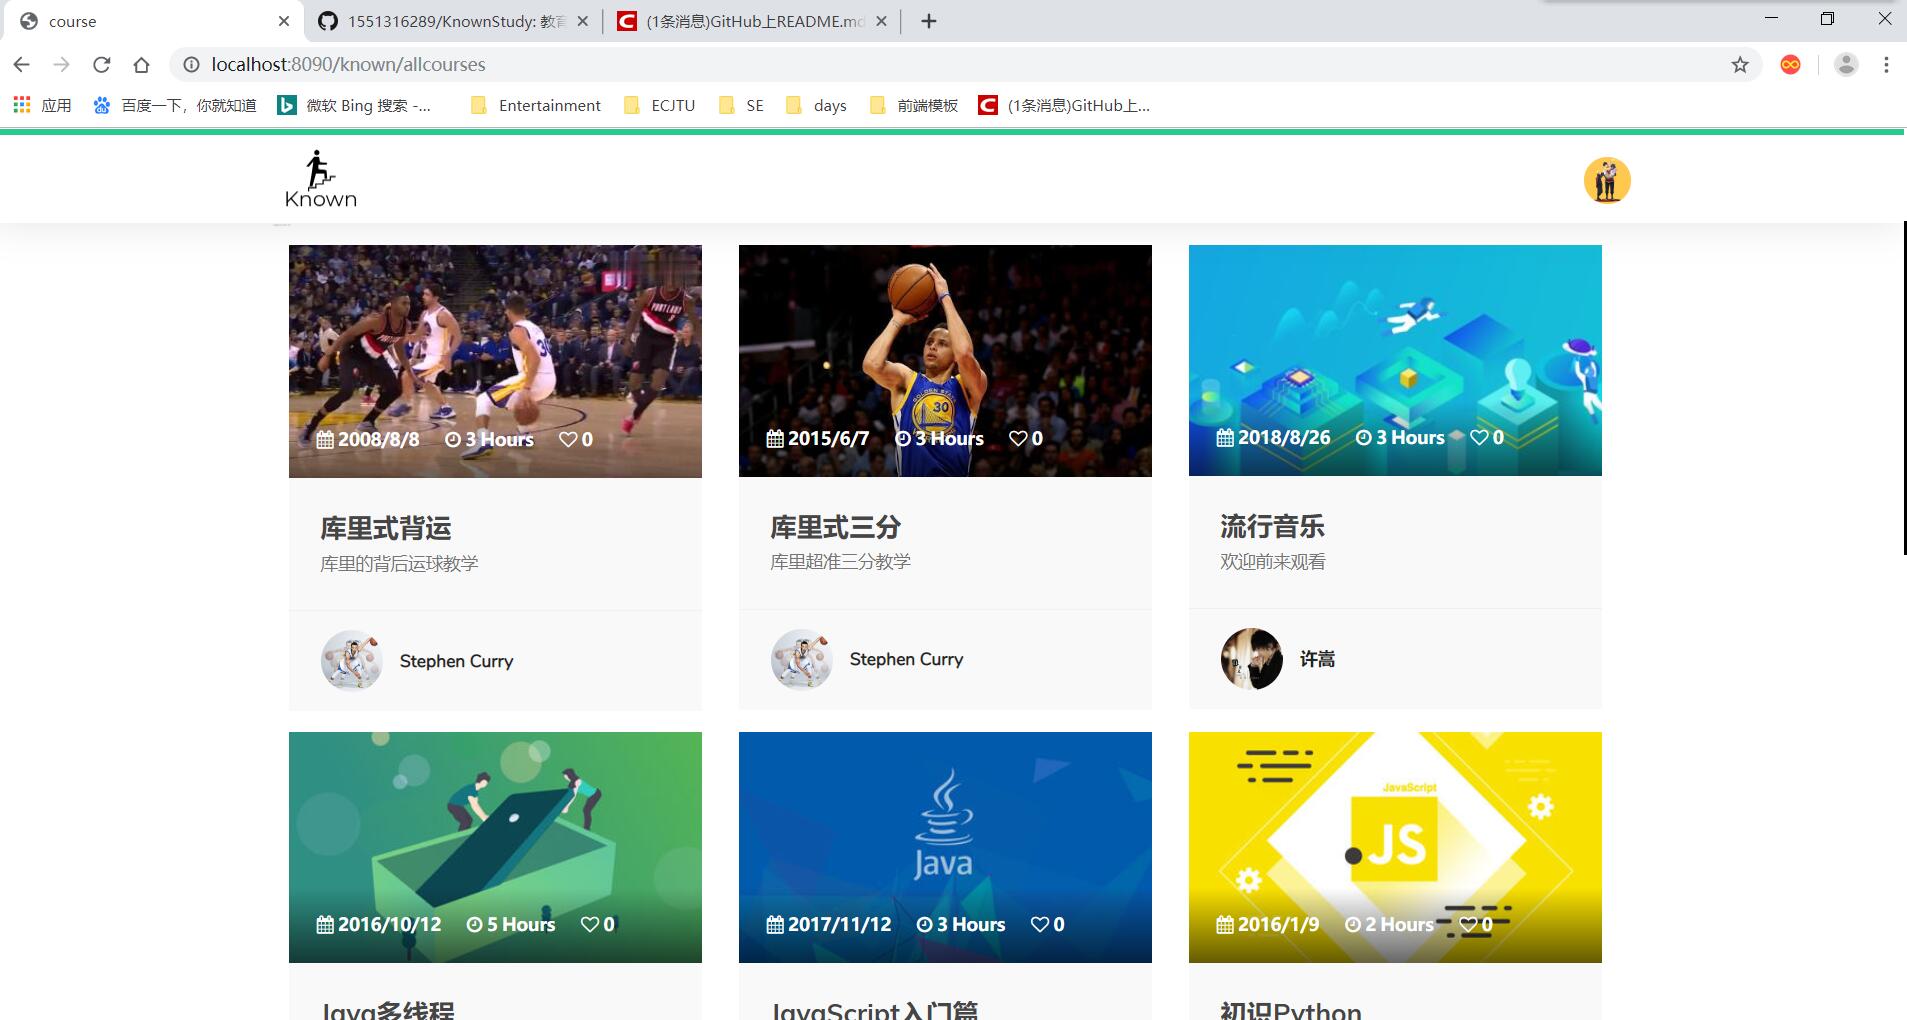 course
1551316289/KnownStudy: 教育
(1条消息)GitHub上README.md
localhost:8090/known/allcourses
应用
百度一下，你就知道
微软 Bing 搜索 -...
Entertainment
ECJTU
SE
days
前端模板
(1条消息)GitHub上...
Known
PORTLAND
3
30
2008/8/8 3 Hours 0
GOLDEN STATE
30
2015/6/7 3 Hours 0
2018/8/26 3 Hours 0
库里式背运
库里的背后运球教学
库里式三分
库里超准三分教学
流行音乐
欢迎前来观看
Stephen Curry
Stephen Curry
许嵩
2016/10/12 5 Hours 0
Java
2017/11/12 3 Hours 0
JavaScript
JS
2016/1/9 2 Hours 0
Java多线程
JavaScript入门篇
初识Python